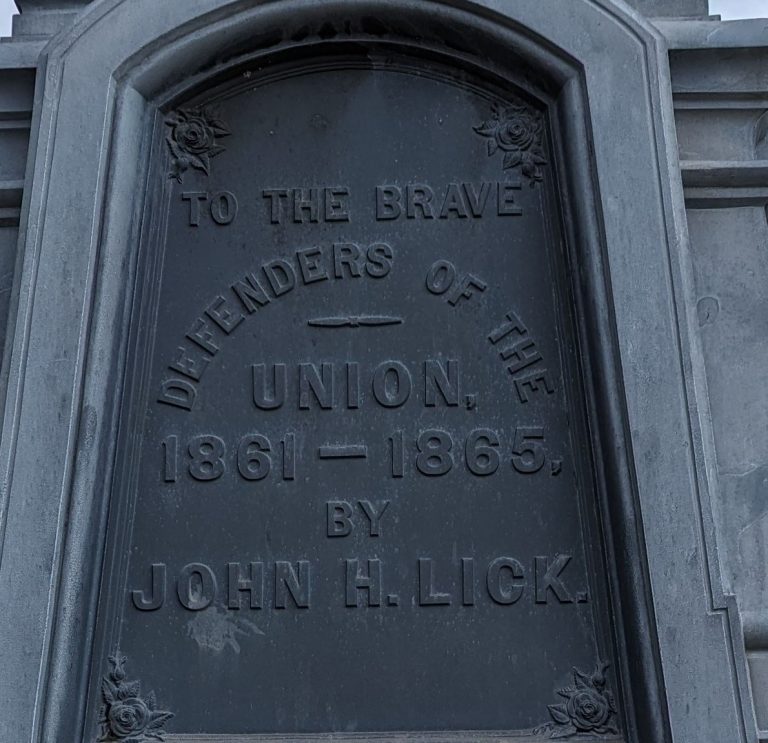 TO THE BRAVE
DEFENDERS OF THE
UNION,
1861 — 1865,
BY
JOHN H. LICK.